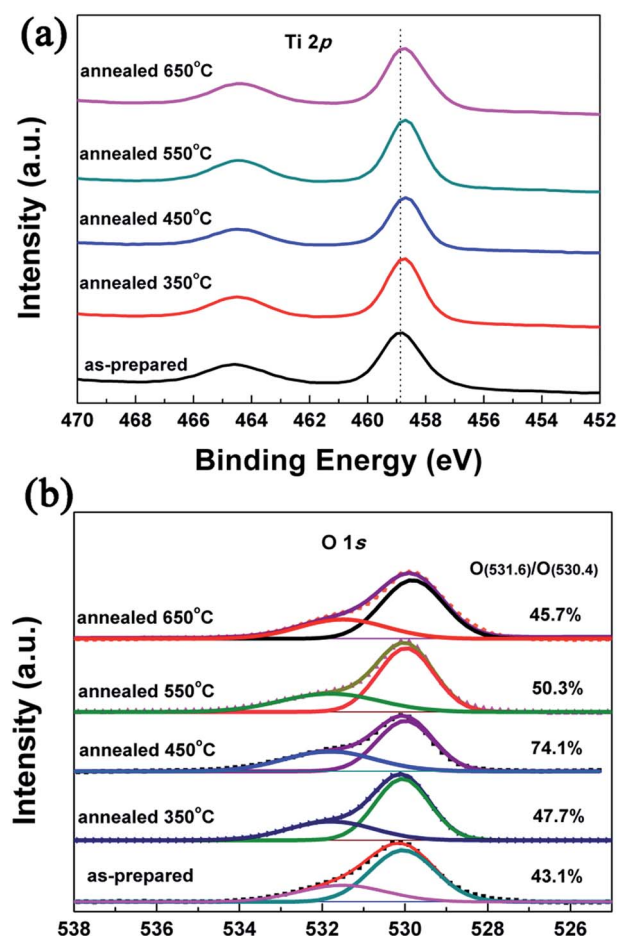 (a)
Ti 2p
annealed 650°C
annealed 550°C
annealed 450°C
annealed 350°C
as-prepared
Intensity (a.u.)
470 468 466 464 462 460 458 456 454 452
Binding Energy (eV)
(b)
O 1s
O(531.6)/O(530.4)
annealed 650°C 45.7%
annealed 550°C 50.3%
annealed 450°C 74.1%
annealed 350°C 47.7%
as-prepared 43.1%
Intensity (a.u.)
538 536 534 532 530 528 526